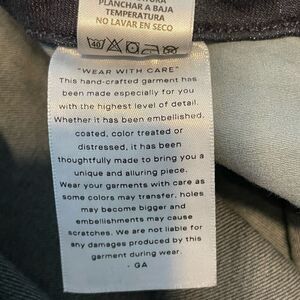 PLANCHAR A BAJA
TEMPERATURA
NO LAVAR EN SECO
40
"WEAR WITH CARE"
This hand-crafted garment has
been made especially for you
with the highest level of detail.
Whether it has been embellished,
coated, color treated or
distressed, it has been
thoughtfully made to bring you a
unique and alluring piece.
Wear your garments with care as
some colors may transfer, holes
may become bigger and
embellishments may cause
scratches. We are not liable for
any damages produced by this
garment during wear.
- GA